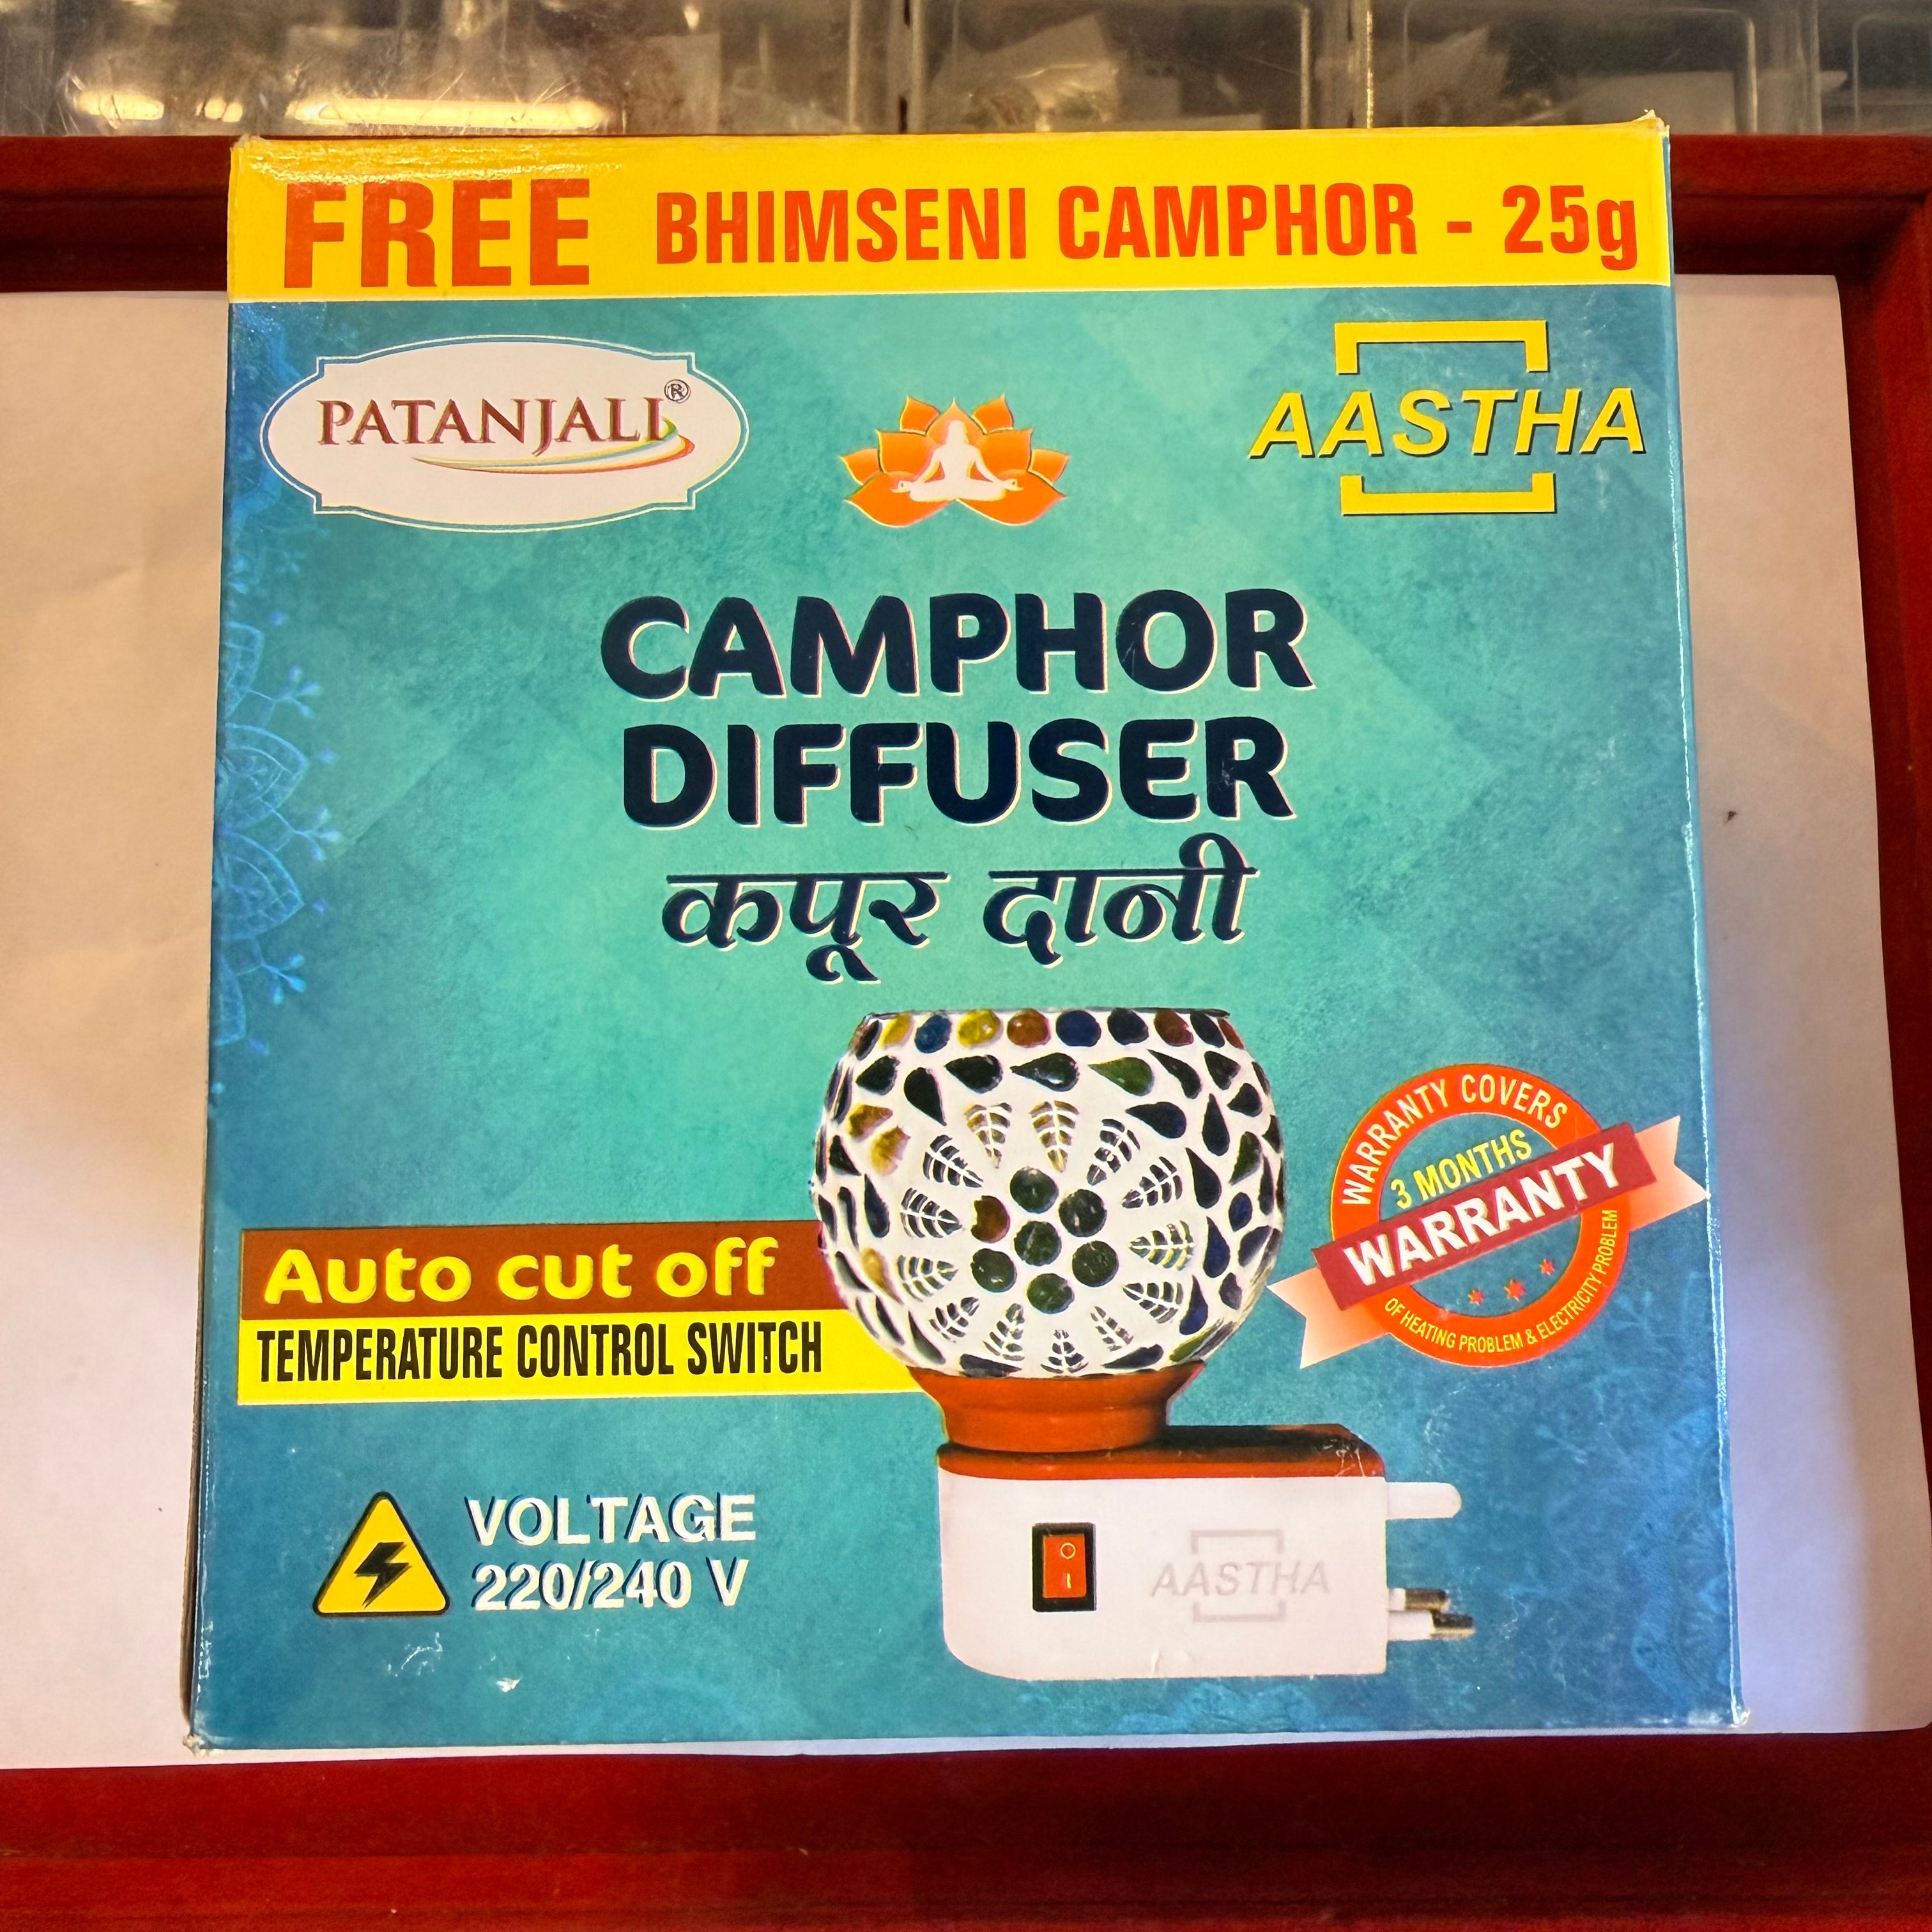 FREE BHIMSENI CAMPHOR - 25g
PATANJALI®
AASTHA
CAMPHOR
DIFFUSER
कपूर दानी
WARRANTY COVERS
3 MONTHS
WARRANTY
OF HEATING PROBLEM & ELECTRICITY PROBLEM
Auto cut off
TEMPERATURE CONTROL SWITCH
VOLTAGE
220/240 V
AASTHA